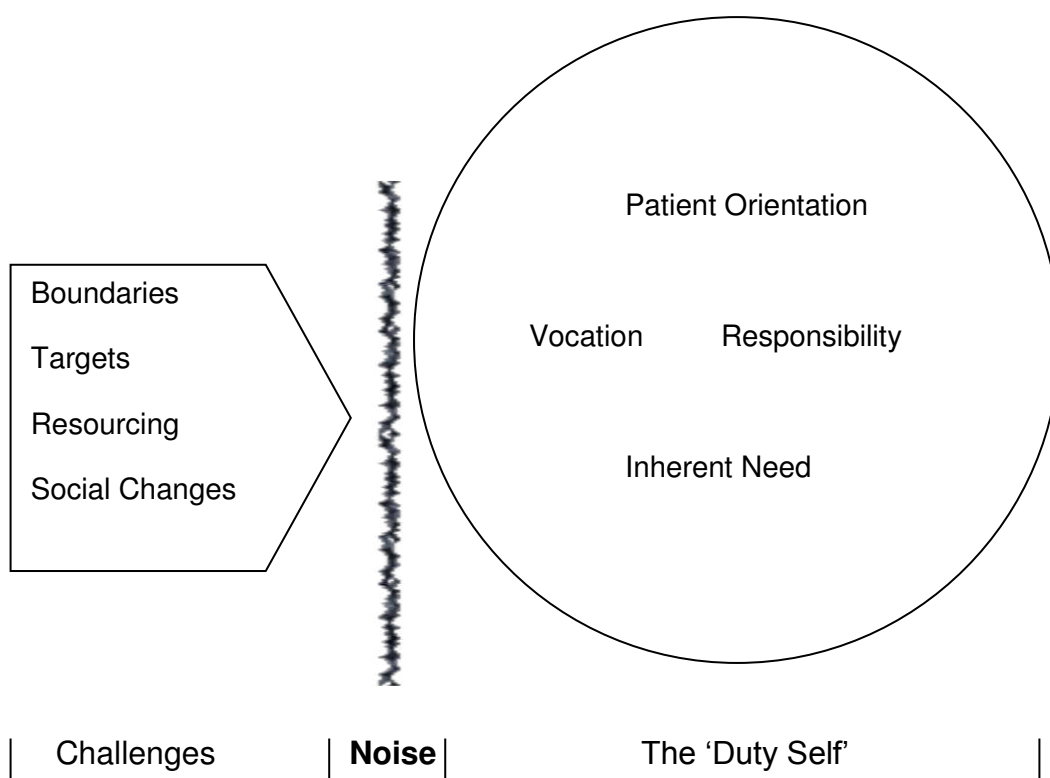 Patient Orientation
Boundaries
Vocation Responsibility
Targets
Resourcing
Inherent Need
Social Changes
Challenges Noise The ‘Duty Self’